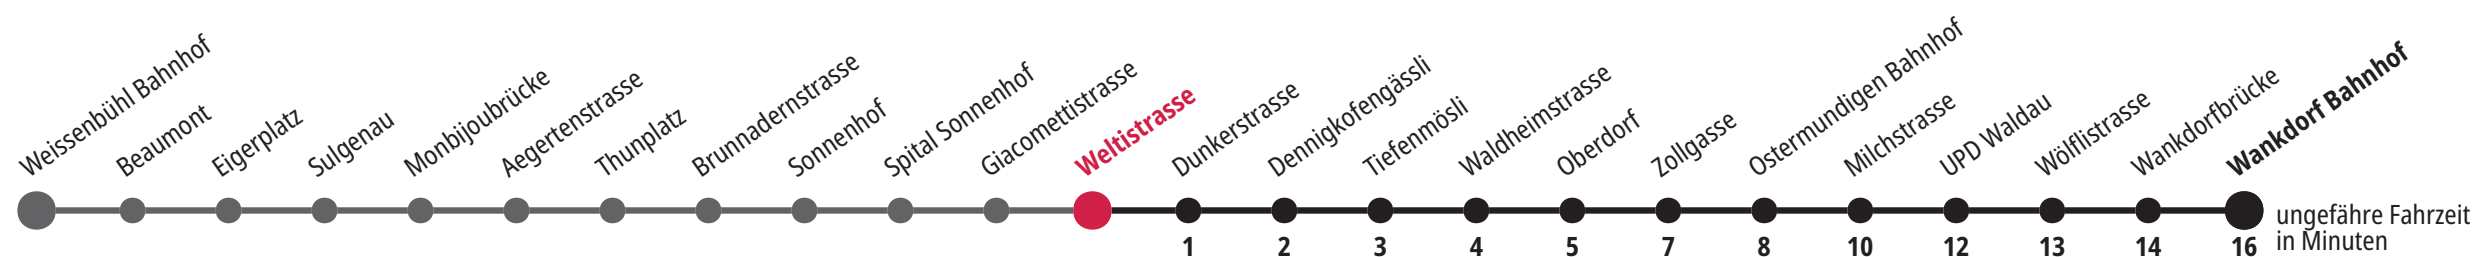 Weissenbühl Bahnhof
Beaumont
Eigerplatz
Sulgenau
Monbijoubrücke
Aegertenstrasse
Thunplatz
Brunnadernstrasse
Sonnenhof
Spital Sonnenhof
Giacomettistrasse
Weltistrasse
Dunkerstrasse
Dennigkofengässli
Tiefenmösli
Waldheimstrasse
Oberdorf
Zollgasse
Ostermundigen Bahnhof
Milchstrasse
UPD Waldau
Wölflistrasse
Wankdorfbrücke
Wankdorf Bahnhof
1 2 3 4 5 7 8 10 12 13 14 16
ungefähre Fahrzeit
in Minuten